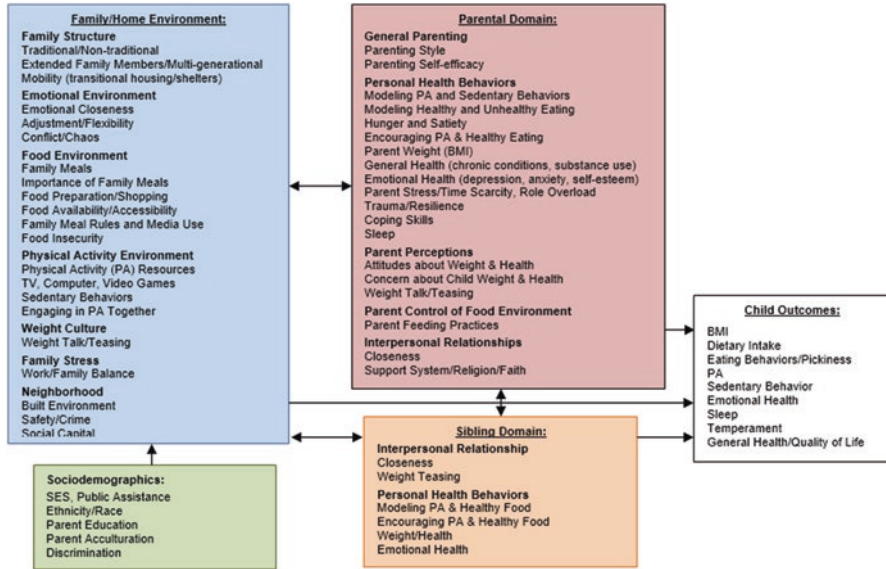 Family/Home Environment:
Family Structure
Traditional/Non-traditional
Extended Family Members/Multi-generational
Mobility (transitional housing/shelters)
Emotional Environment
Emotional Closeness
Adjustment/Flexibility
Conflict/Chaos
Food Environment
Family Meals
Importance of Family Meals
Food Preparation/Shopping
Food Availability/Accessibility
Family Meal Rules and Media Use
Food Insecurity
Physical Activity Environment
Physical Activity (PA) Resources
TV, Computer, Video Games
Sedentary Behaviors
Engaging in PA Together
Weight Culture
Weight Talk/Teasing
Family Stress
Work/Family Balance
Neighborhood
Built Environment
Safety/Crime
Social Capital
Sociodemographics:
SES, Public Assistance
Ethnicity/Race
Parent Education
Parent Acculturation
Discrimination
Parental Domain:
General Parenting
Parenting Style
Parenting Self-efficacy
Personal Health Behaviors
Modeling PA and Sedentary Behaviors
Modeling Healthy and Unhealthy Eating
Hunger and Satiety
Encouraging PA & Healthy Eating
Parent Weight (BMI)
General Health (chronic conditions, substance use)
Emotional Health (depression, anxiety, self-esteem)
Parent Stress/Time Scarcity, Role Overload
Trauma/Resilience
Coping Skills
Sleep
Parent Perceptions
Attitudes about Weight & Health
Concern about Child Weight & Health
Weight Talk/Teasing
Parent Control of Food Environment
Parent Feeding Practices
Interpersonal Relationships
Closeness
Support System/Religion/Faith
Sibling Domain:
Interpersonal Relationship
Closeness
Weight Teasing
Personal Health Behaviors
Modeling PA & Healthy Food
Encouraging PA & Healthy Food
Weight/Health
Emotional Health
Child Outcomes:
BMI
Dietary Intake
Eating Behaviors/Pickiness
PA
Sedentary Behavior
Emotional Health
Sleep
Temperament
General Health/Quality of Life